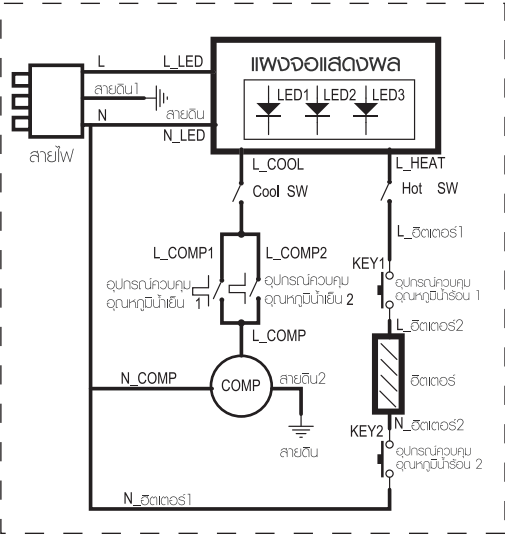 L
L_LED
แผงจอแสดงผล
สายดิน1
LED1
LED2
LED3
สายดิน
N
N_LED
สายไฟ
L_COOL
L_HEAT
Cool SW
Hot SW
L_ฮีตเตอร์1
L_COMP1
L_COMP2
KEY1
อุปกรณ์ควบคุม
อุณหภูมิน้ำเย็น 1
อุปกรณ์ควบคุม
อุณหภูมิน้ำเย็น 2
อุปกรณ์ควบคุม
อุณหภูมิน้ำร้อน 1
L_COMP
L_ฮีตเตอร์2
N_COMP
COMP
สายดิน2
ฮีตเตอร์
สายดิน
N_ฮีตเตอร์2
KEY2
อุปกรณ์ควบคุม
อุณหภูมิน้ำร้อน 2
N_ฮีตเตอร์1